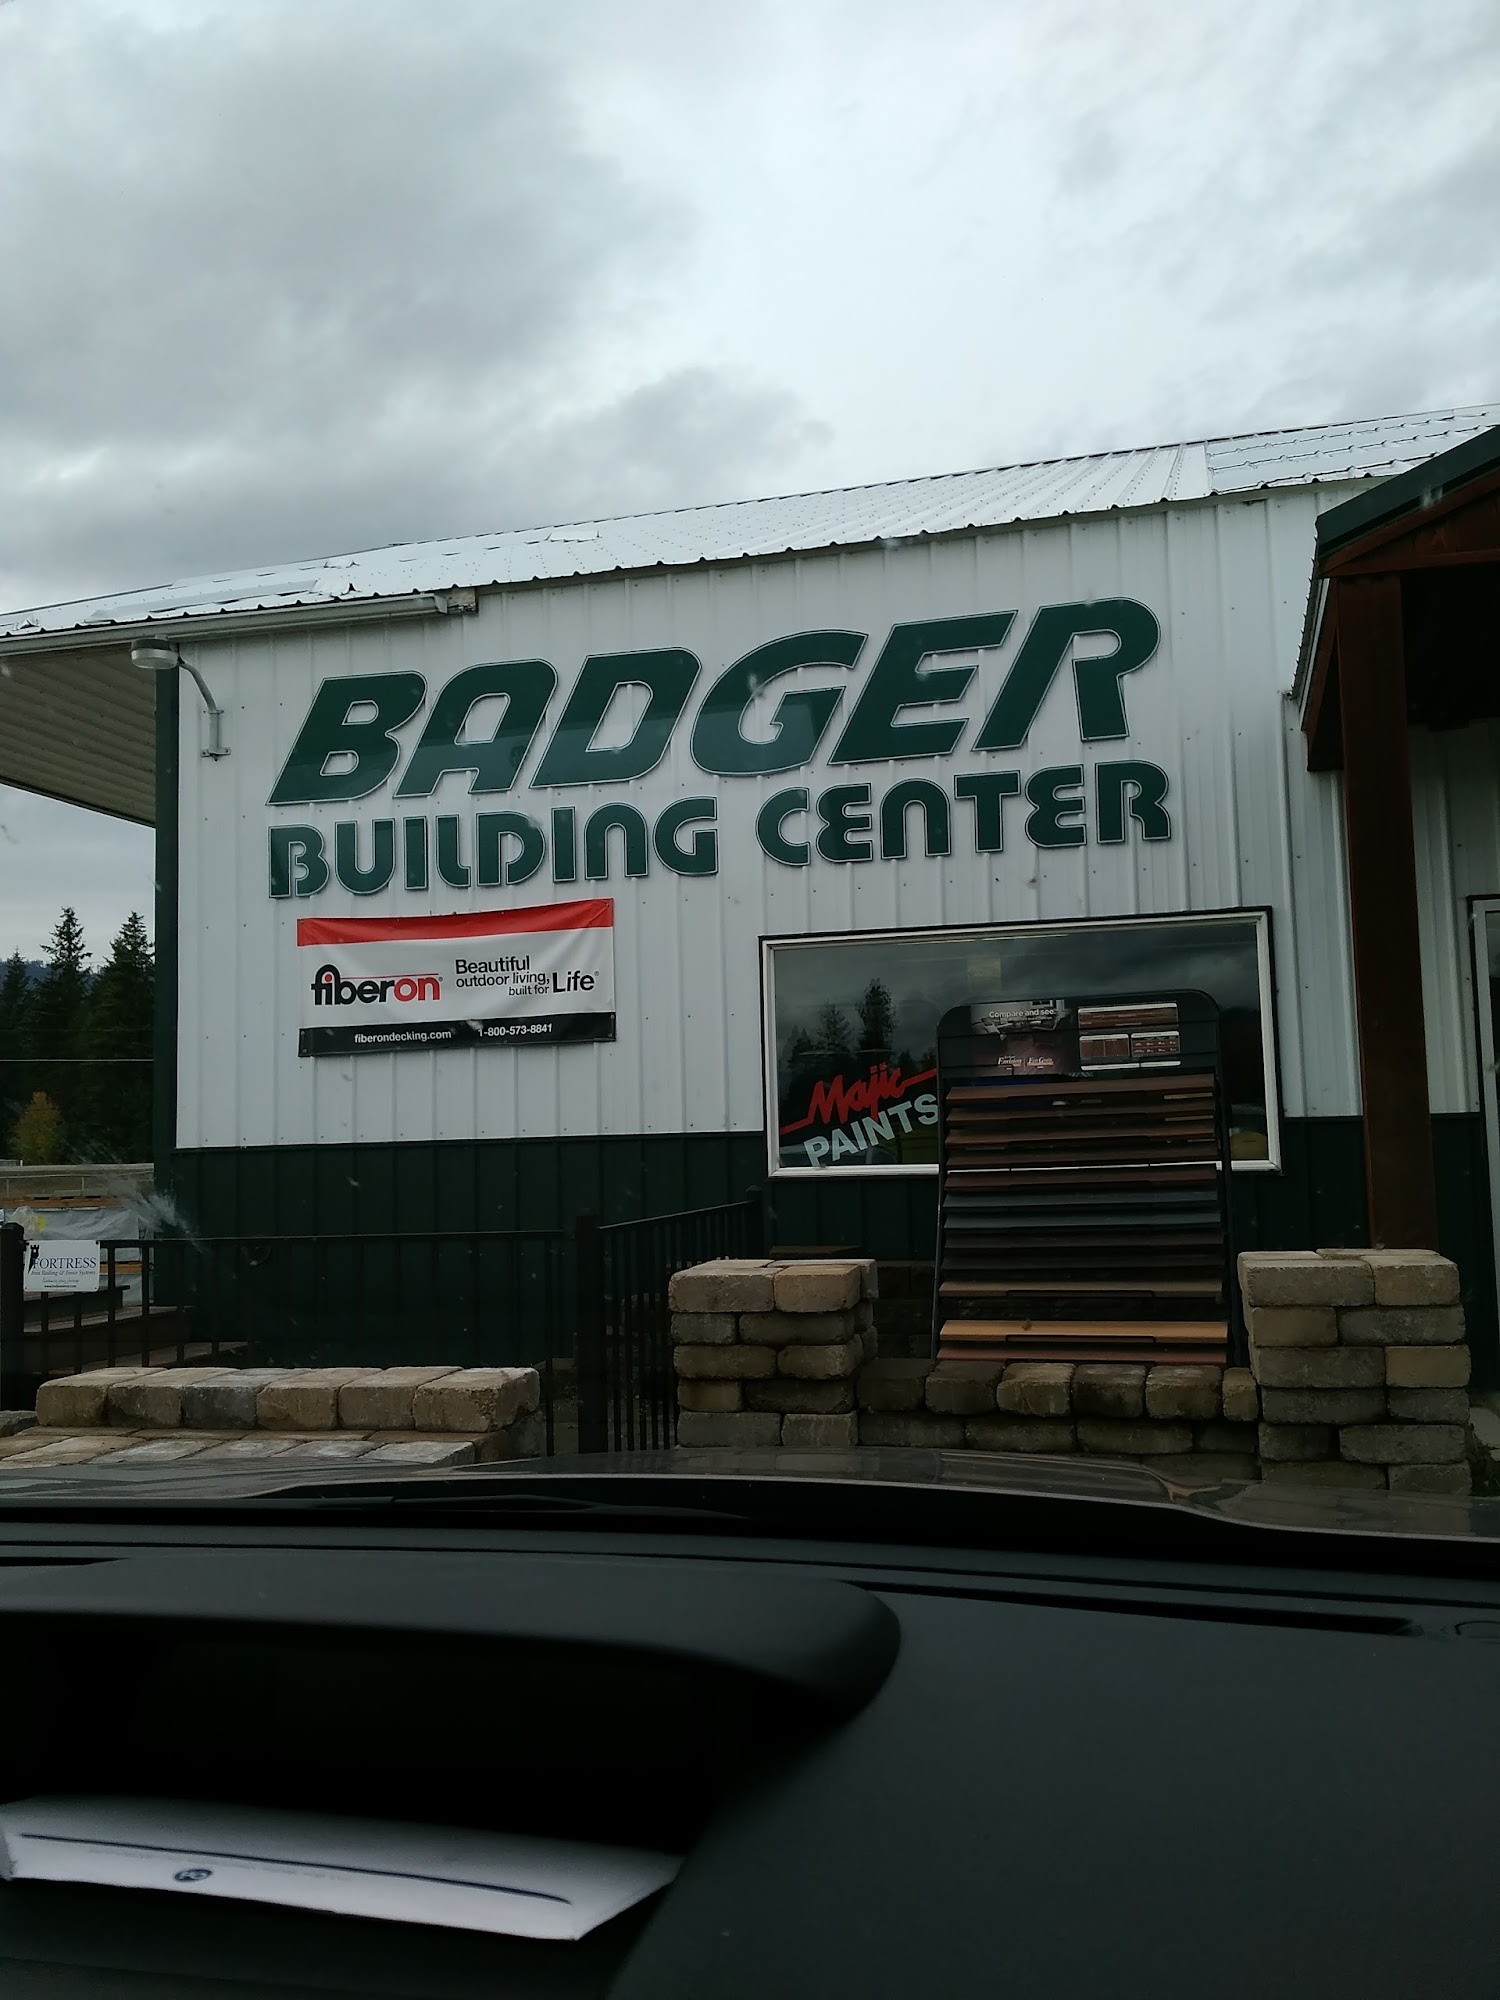 BADGER
BUILDING CENTER
fiberon
Beautiful
outdoor living,
built for Life®
fiberondecking.com 1-800-573-8841
Compare and see.
Majic
PAINTS
FORTRESS